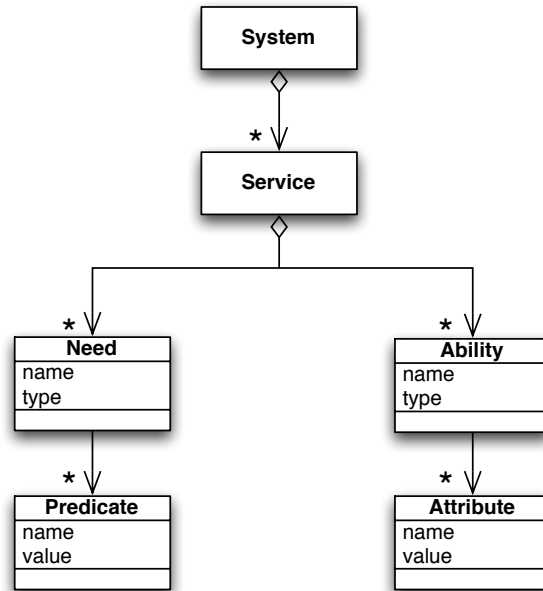 System
*
Service
* *
Need Ability
name name
type type
* *
Predicate Attribute
name name
value value